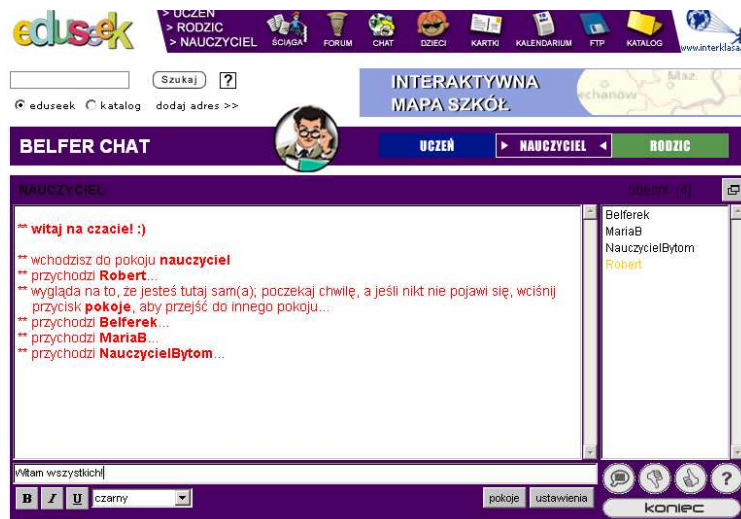 eduseek
> UCZEŃ
> RODZIC
> NAUCZYCIEL
ŚCIĄGA!
FORUM
CHAT
DZIECI
KARTKI
KALENDARIUM
FTP
KATALOG
www.interklasa.
Szukaj
?
eduseek katalog dodaj adres >>
INTERAKTYWNA
MAPA SZKÓŁ
echanów
Maz.
BELFER CHAT
UCZEŃ
NAUCZYCIEL
RODZIC
NAUCZYCIEL
** witaj na czacie! :)
** wchodzisz do pokoju nauczyciel
** przychodzi Robert...
** wygląda na to, że jesteś tutaj sam(a); poczekaj chwilę, a jeśli nikt nie pojawi się, wciśnij
przycisk pokoje, aby przejść do innego pokoju...
** przychodzi Belferek...
** przychodzi MariaB...
** przychodzi NauczycielBytom...
Belferek
MariaB
NauczycielBytom
Robert
Witam wszystkich!
B I U czarny
pokoje
ustawienia
?
koniec